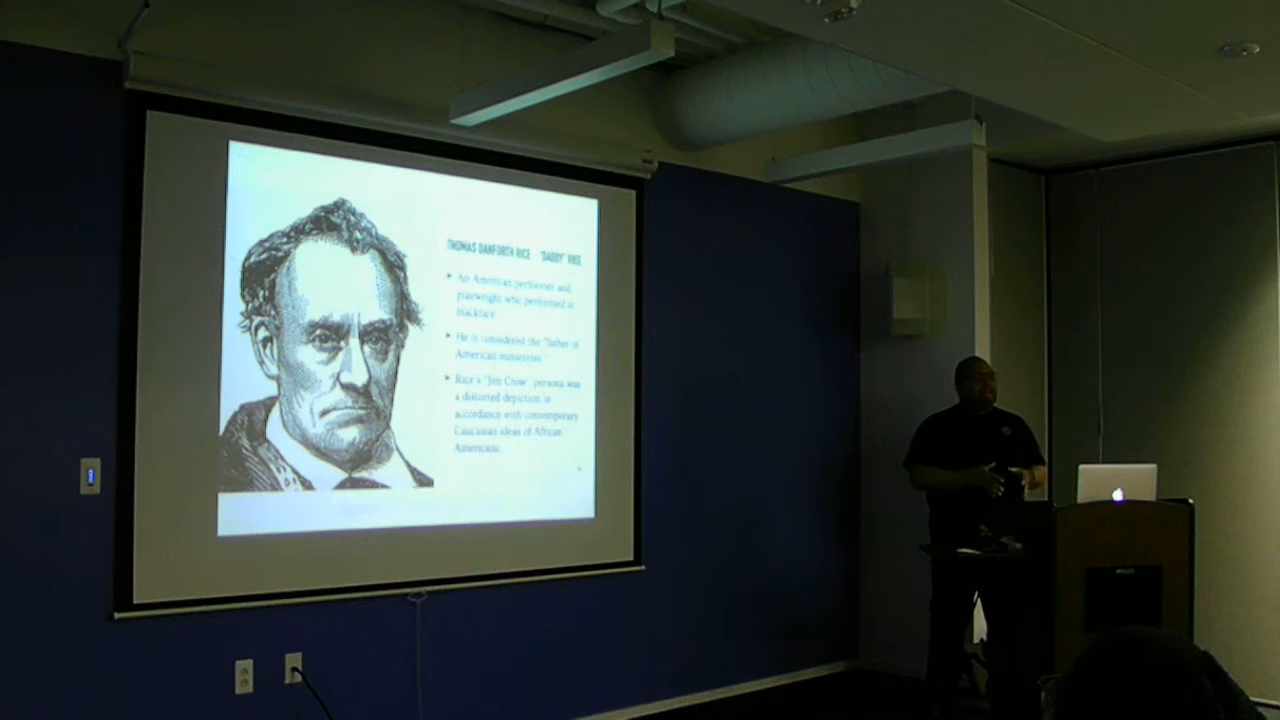 THOMAS DANFORTH RICE "DADDY" RICE
An American performer and
playwright who performed in
blackface
He is considered the "father of
American minstrelsy."
Rice's "Jim Crow" persona was
a distorted depiction in
accordance with contemporary
Caucasian ideas of African
Americans.